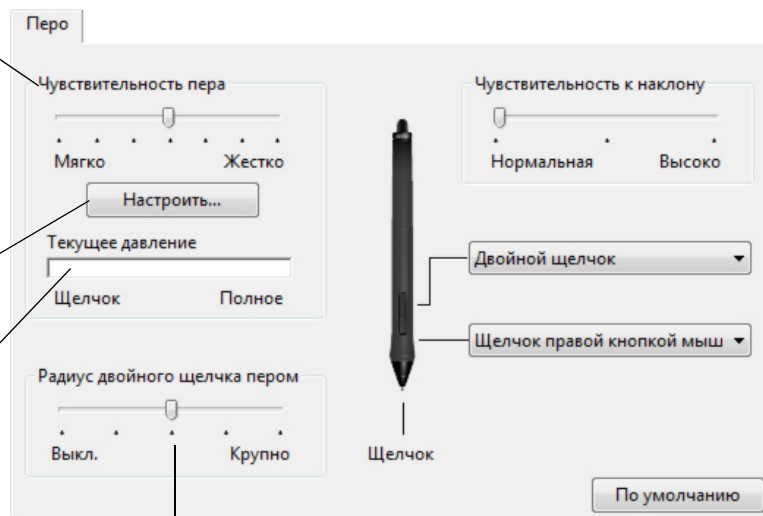 Перо
Чувствительность пера
Мягко Жестко
Настроить...
Текущее давление
Щелчок Полное
Радиус двойного щелчка пером
Выкл. Крупно
Щелчок
Чувствительность к наклону
Нормальная Высоко
Двойной щелчок
Щелчок правой кнопкой мыш
По умолчанию